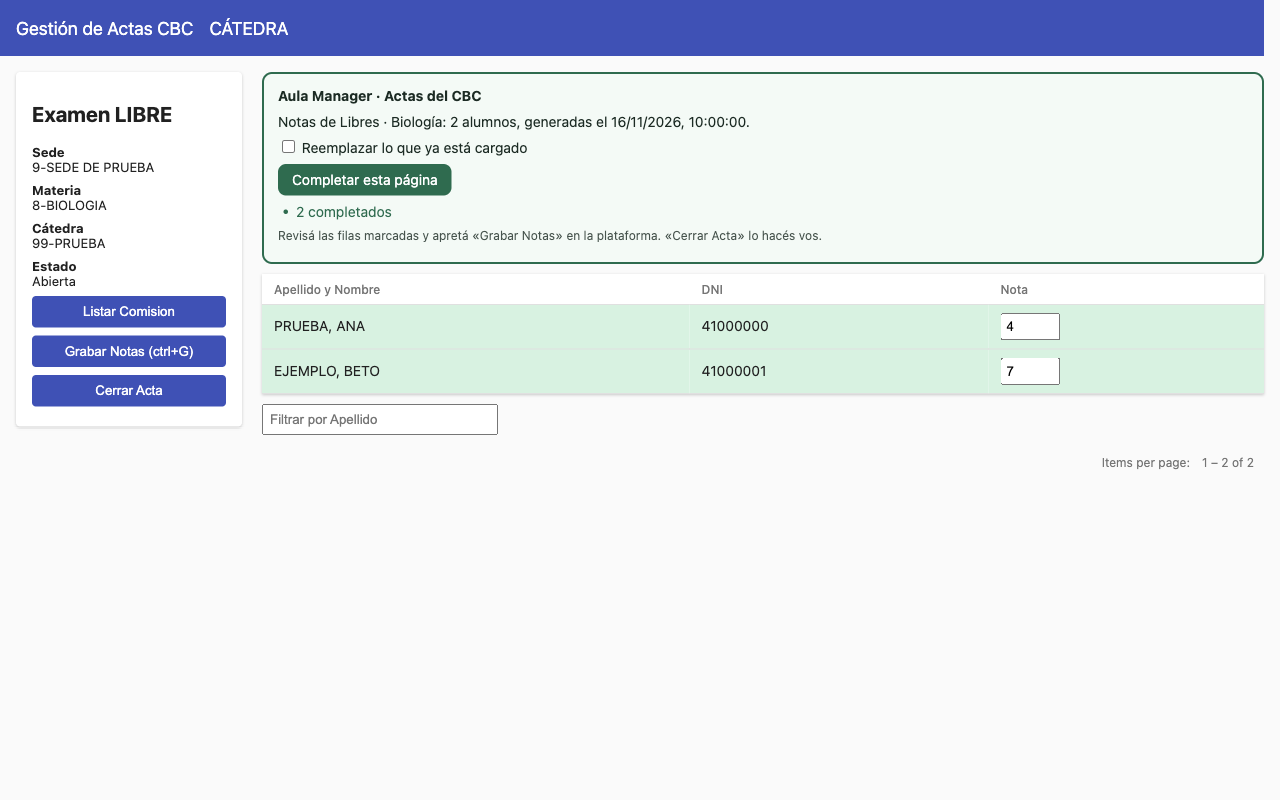 Gestión de Actas CBC CÁTEDRA
Examen LIBRE
Sede
9-SEDE DE PRUEBA
Materia
8-BIOLOGIA
Cátedra
99-PRUEBA
Estado
Abierta
Listar Comision
Grabar Notas (ctrl+G)
Cerrar Acta
Aula Manager · Actas del CBC
Notas de Libres · Biología: 2 alumnos, generadas el 16/11/2026, 10:00:00.
Reemplazar lo que ya está cargado
Completar esta página
• 2 completados
Revisá las filas marcadas y apretá «Grabar Notas» en la plataforma. «Cerrar Acta» lo hacés vos.
Apellido y Nombre DNI Nota
PRUEBA, ANA 41000000 4
EJEMPLO, BETO 41000001 7
Filtrar por Apellido
Items per page: 1 – 2 of 2